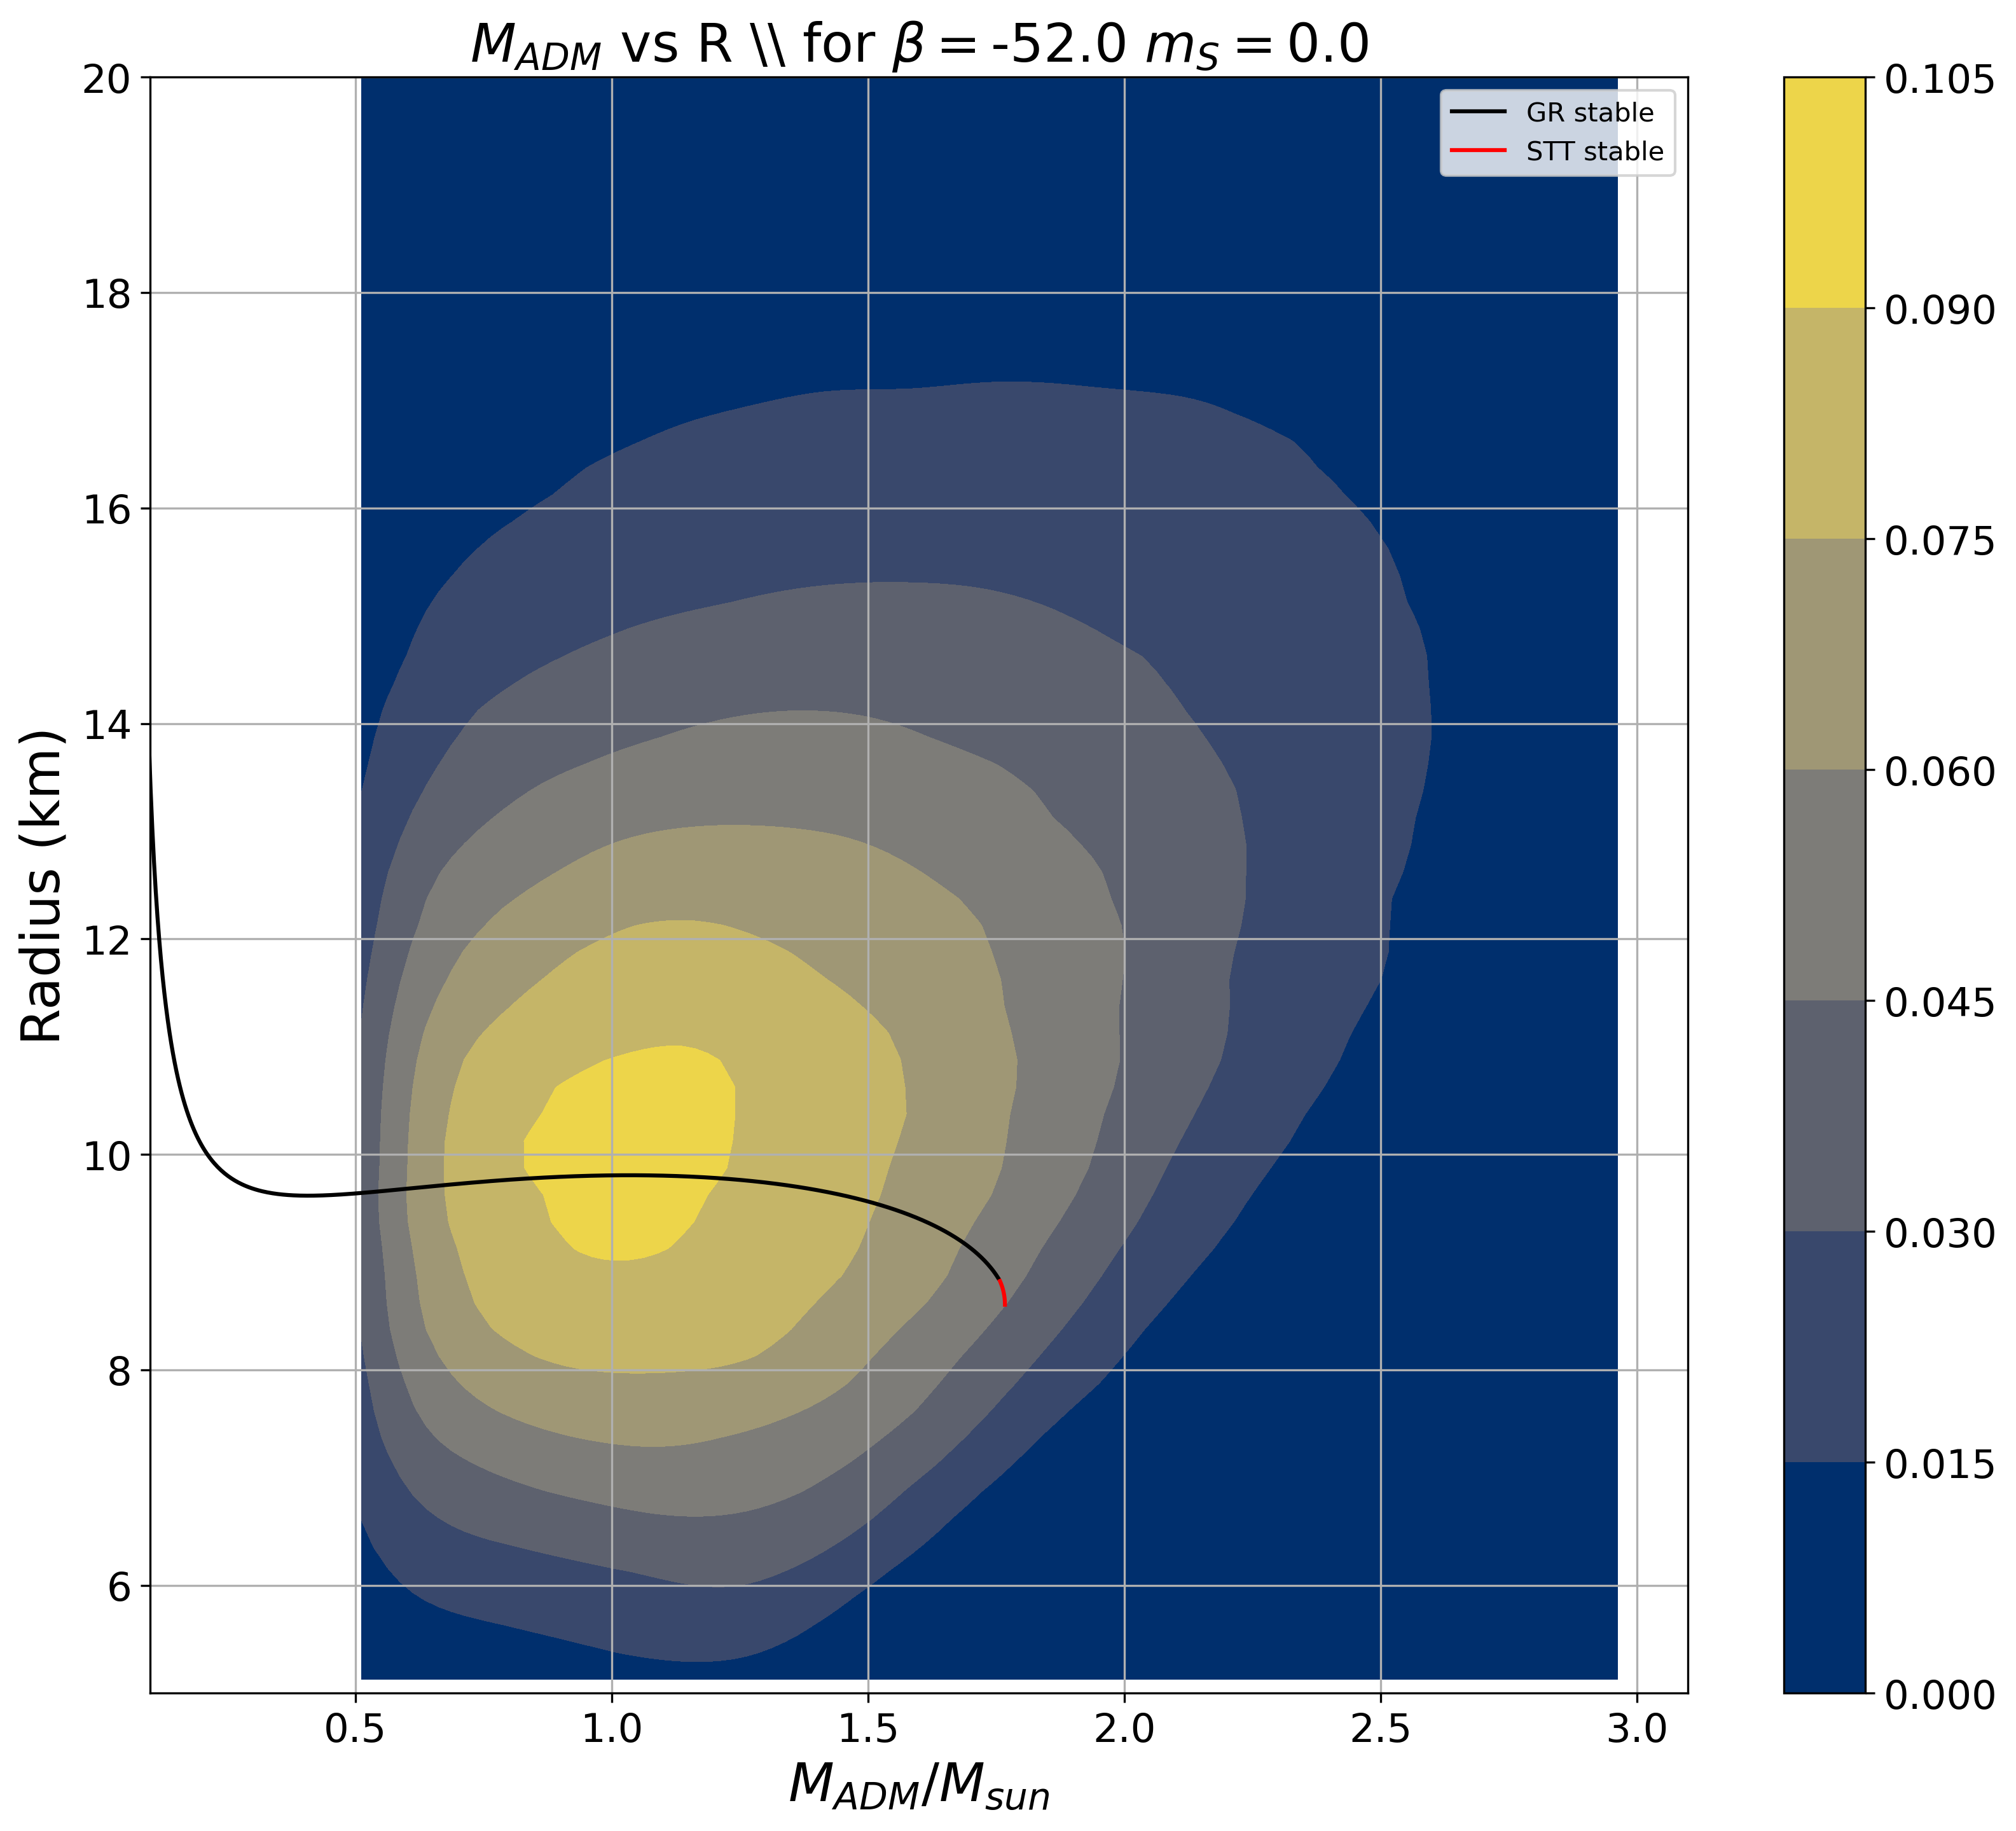 M_ADM vs R \\ for β = -52.0 m_S = 0.0
GR stable
STT stable
20
18
16
14
12
10
8
6
Radius (km)
0.5 1.0 1.5 2.0 2.5 3.0
M_ADM/M_sun
0.105
0.090
0.075
0.060
0.045
0.030
0.015
0.000